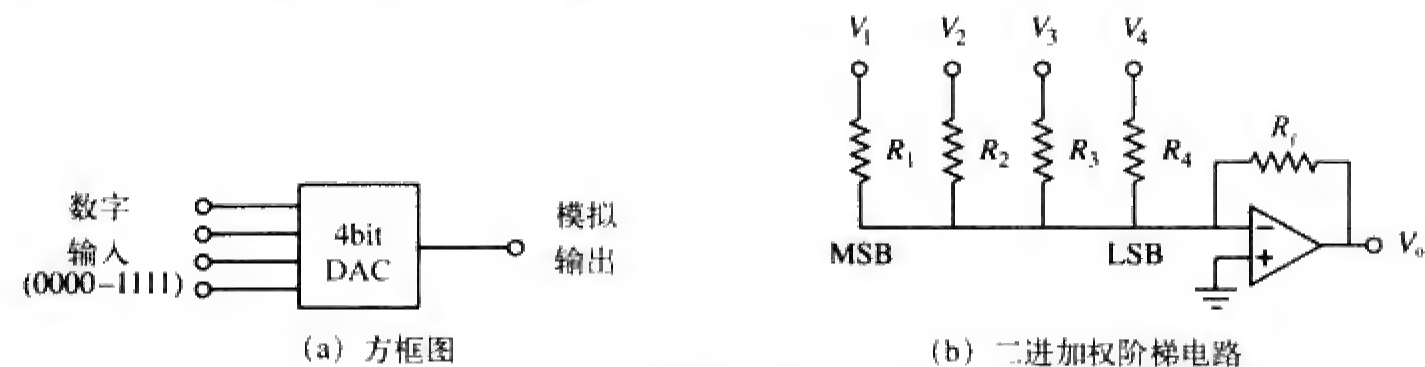 数字
输入
(0000-1111)
4bit
DAC
模拟
输出
(a) 方框图
V₁ V₂ V₃ V₄
R₁ R₂ R₃ R₄
R_f
MSB LSB
−
+
Vₒ
(b) 二进加权阶梯电路